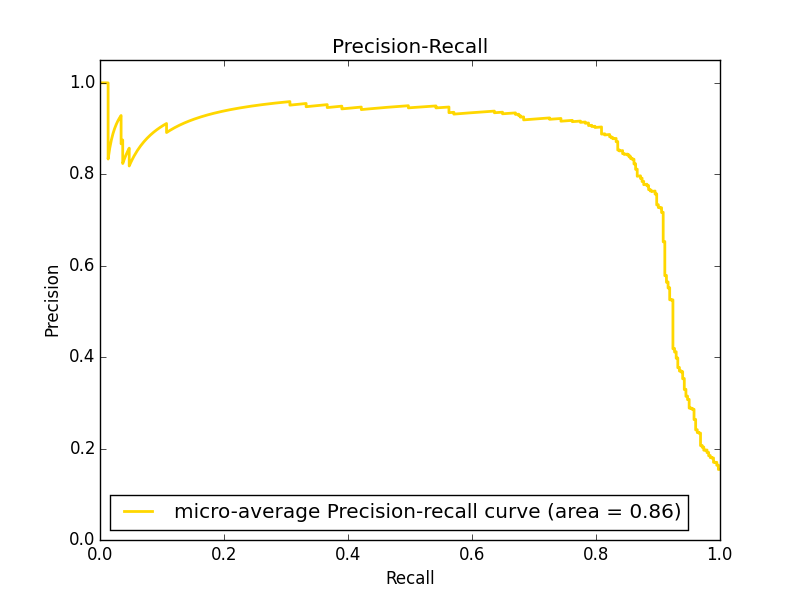 Precision-Recall
1.0
0.8
0.6
0.4
0.2
0.0
Precision
micro-average Precision-recall curve (area = 0.86)
0.0 0.2 0.4 0.6 0.8 1.0
Recall